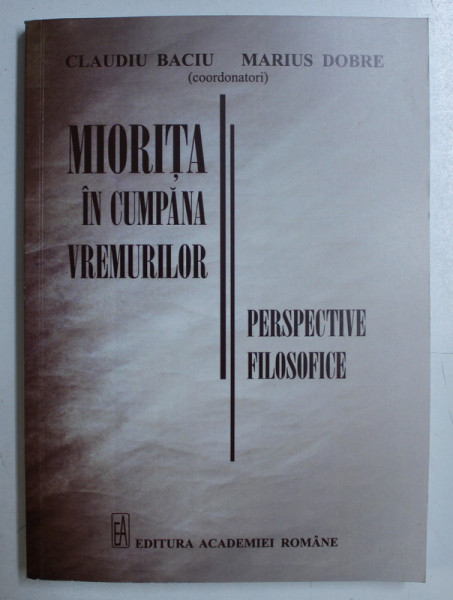 CLAUDIU BACIU MARIUS DOBRE
(coordonatori)
MIORIȚA
ÎN CUMPĂNA
VREMURILOR
PERSPECTIVE
FILOSOFICE
EA EDITURA ACADEMIEI ROMÂNE